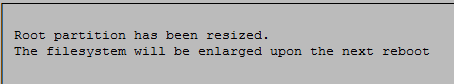 Root partition has been resized.
The filesystem will be enlarged upon the next reboot